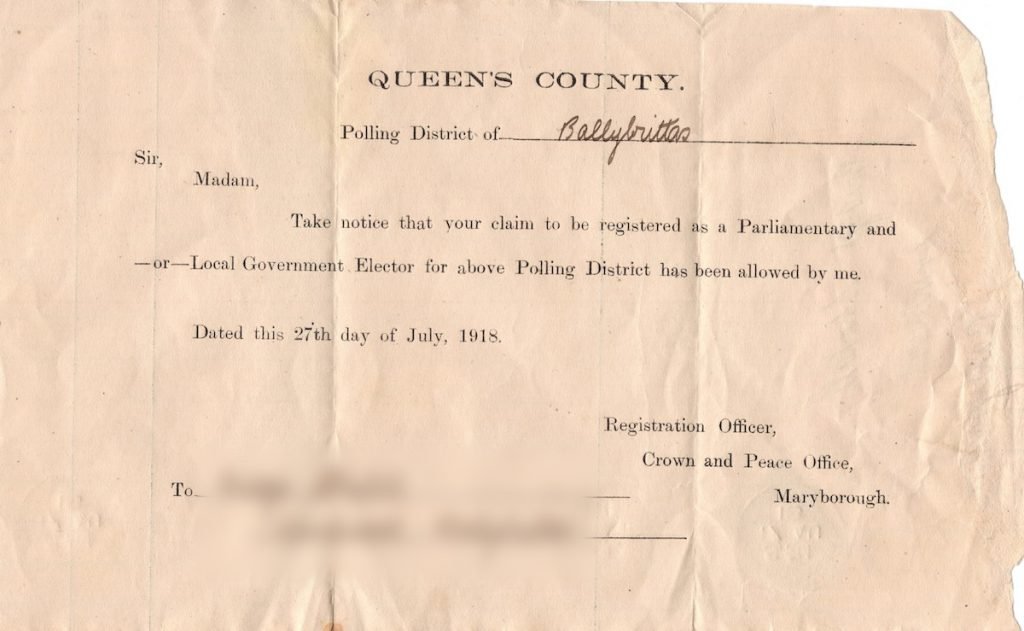 QUEEN'S COUNTY.
Polling District of Ballybrittas
Sir,
Madam,
Take notice that your claim to be registered as a Parliamentary and
—or—Local Government Elector for above Polling District has been allowed by me.
Dated this 27th day of July, 1918.
Registration Officer,
Crown and Peace Office,
Maryborough.
To